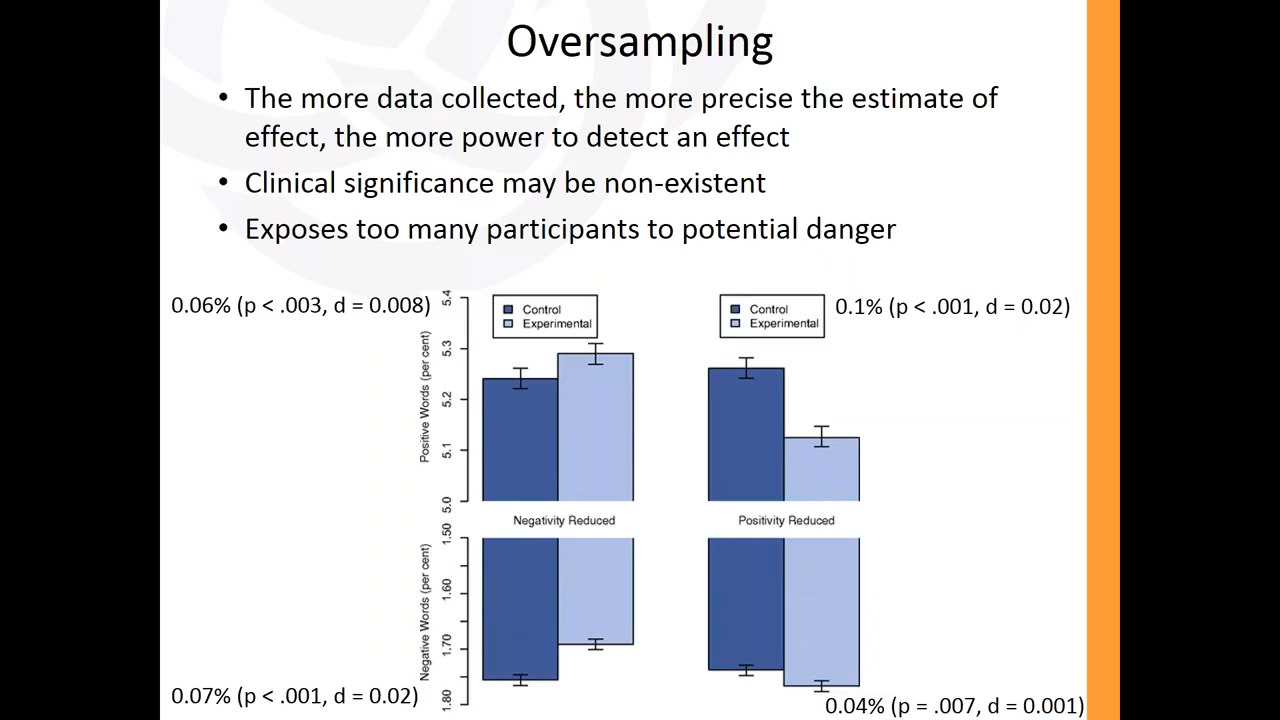 Oversampling
• The more data collected, the more precise the estimate of
effect, the more power to detect an effect
• Clinical significance may be non-existent
• Exposes too many participants to potential danger
0.06% (p < .003, d = 0.008)
Control
Experimental
Control
Experimental
0.1% (p < .001, d = 0.02)
Positive Words (per cent)
5.4
5.3
5.2
5.1
5.0
Negativity Reduced
Positivity Reduced
Negative Words (per cent)
1.50
1.60
1.70
1.80
0.07% (p < .001, d = 0.02)
0.04% (p = .007, d = 0.001)